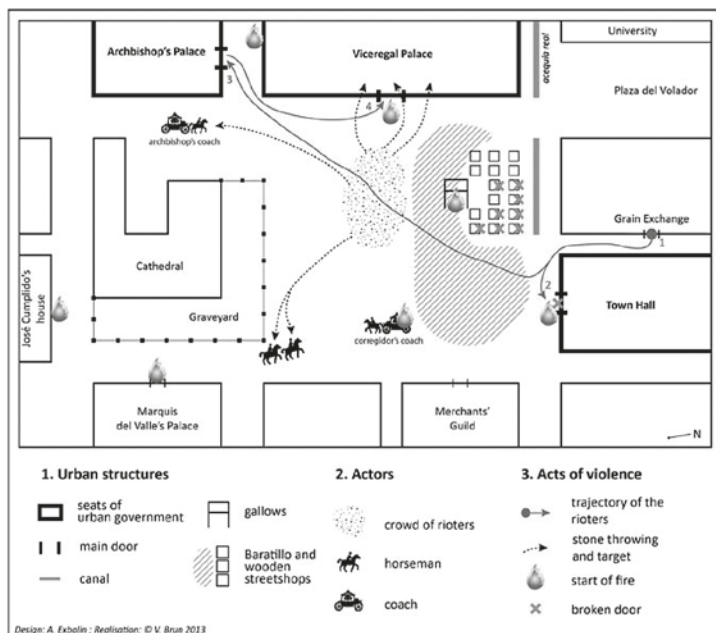 Archbishop's Palace
Viceregal Palace
acequia real
University
Plaza del Volador
3
4
archbishop's coach
Grain Exchange
1
2
Cathedral
Town Hall
José Cumplido's
house
Graveyard
corregidor's coach
Marquis
del Valle's Palace
Merchants'
Guild
N
1. Urban structures
seats of
urban government
main door
canal
gallows
Baratillo and
wooden
streetshops
2. Actors
crowd of rioters
horseman
coach
3. Acts of violence
trajectory of the
rioters
stone throwing
and target
start of fire
broken door
Design: A. Exbalin ; Realisation: © V. Brun 2013